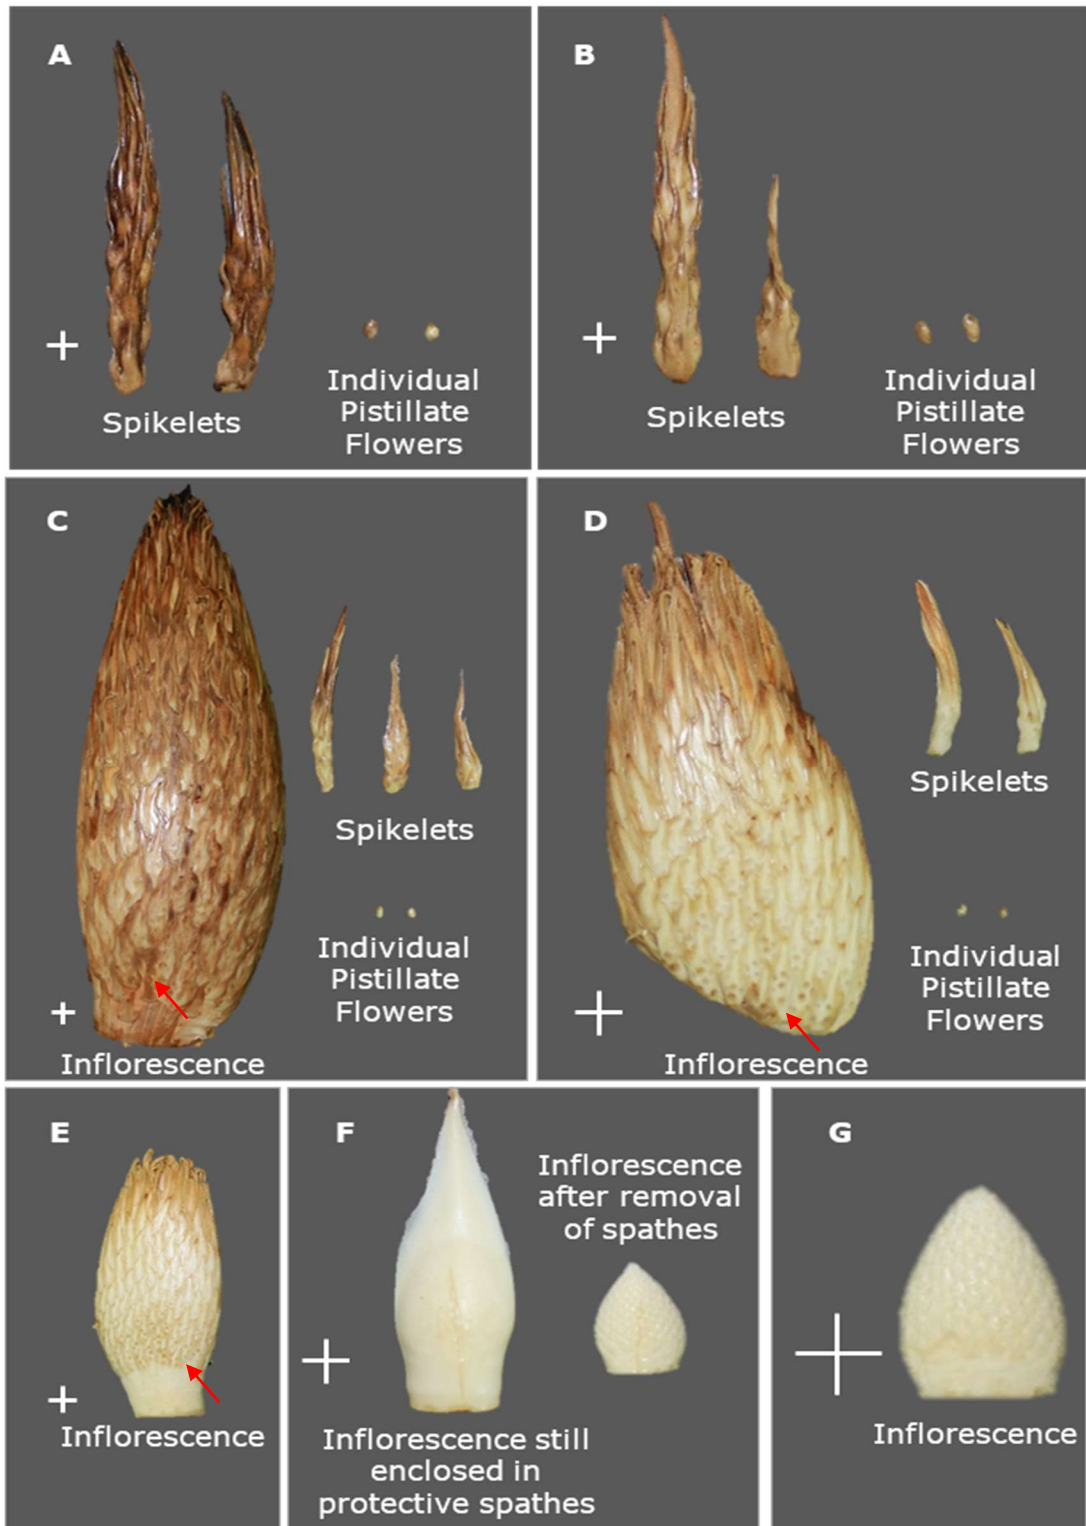 A
Spikelets
Individual
Pistillate
Flowers
B
Spikelets
Individual
Pistillate
Flowers
C
Spikelets
Individual
Pistillate
Flowers
Inflorescence
D
Spikelets
Individual
Pistillate
Flowers
Inflorescence
E
Inflorescence
F
Inflorescence
after removal
of spathes
Inflorescence still
enclosed in
protective spathes
G
Inflorescence